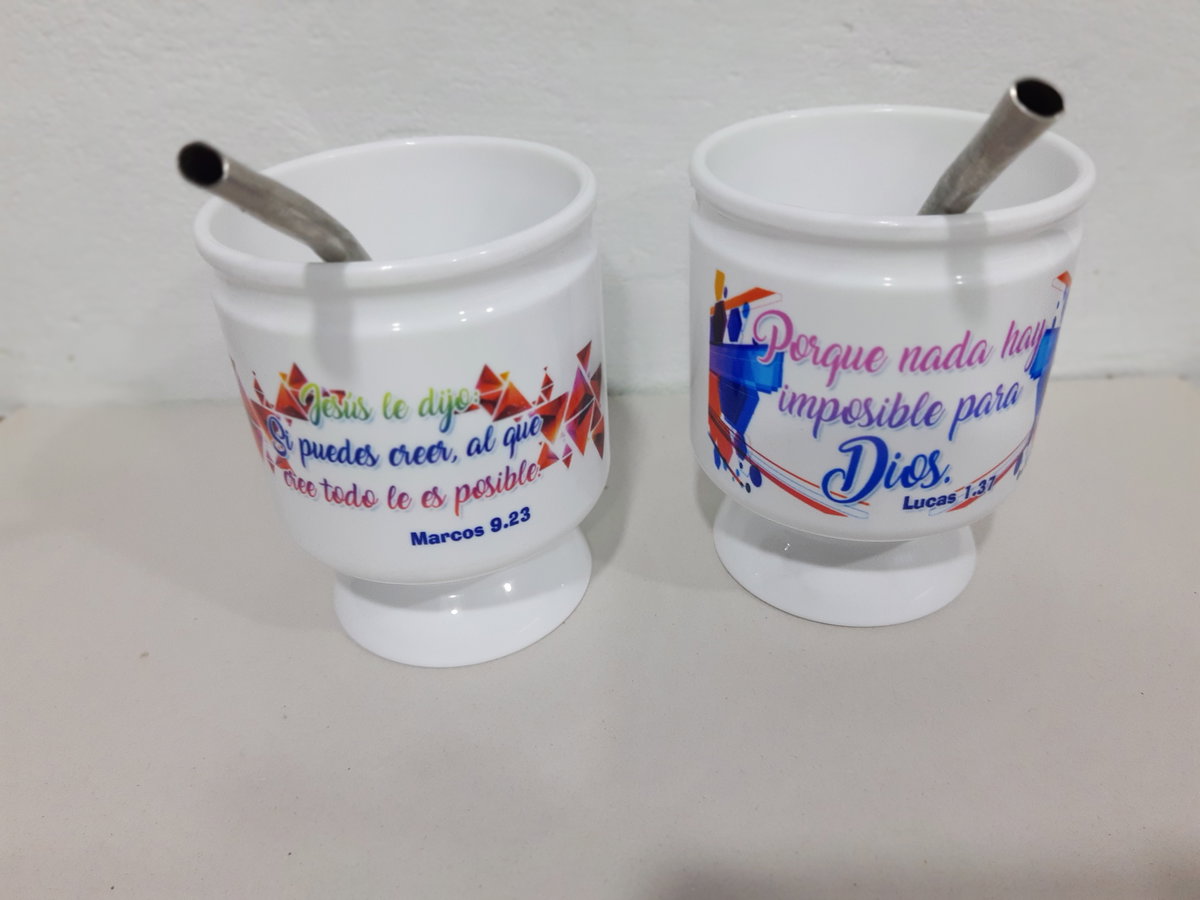 Jesús le dijo:
Si puedes creer, al que
cree todo le es posible.
Marcos 9.23
Porque nada hay
imposible para
Dios.
Lucas 1.37